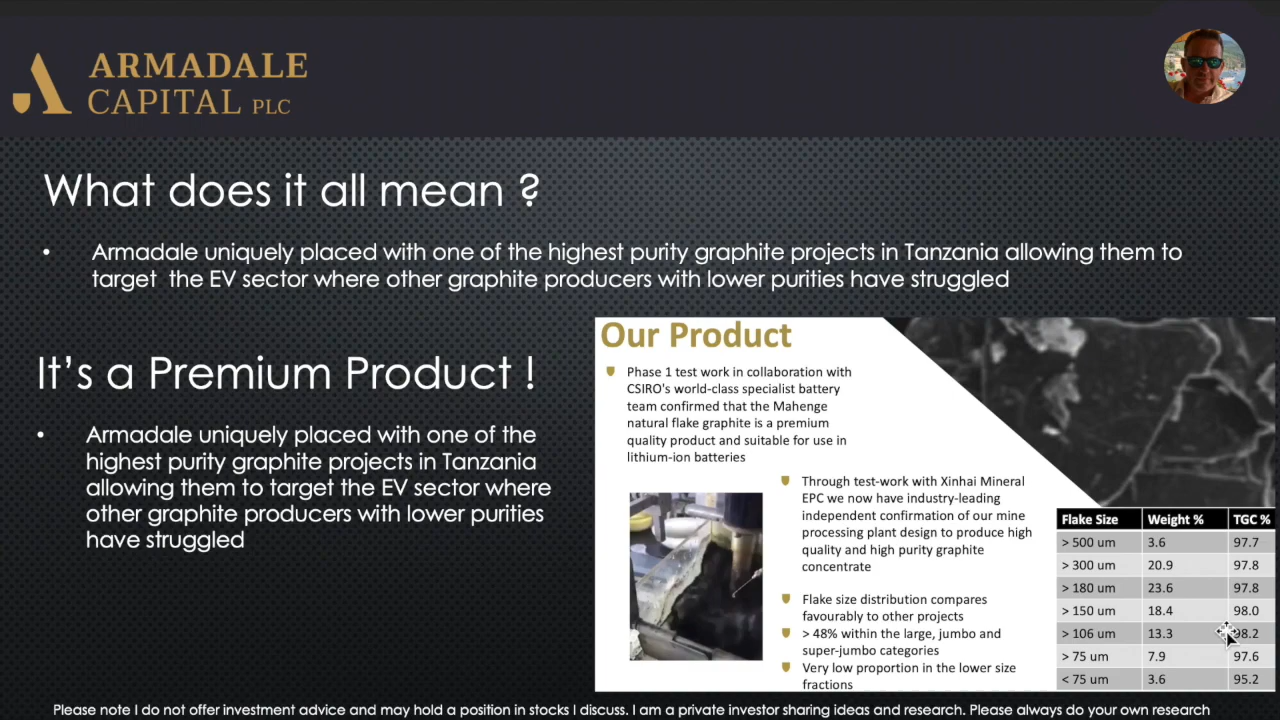 ARMADALE
CAPITAL PLC
What does it all mean ?
• Armadale uniquely placed with one of the highest purity graphite projects in Tanzania allowing them to
target the EV sector where other graphite producers with lower purities have struggled
It's a Premium Product !
• Armadale uniquely placed with one of the
highest purity graphite projects in Tanzania
allowing them to target the EV sector where
other graphite producers with lower purities
have struggled
Our Product
Phase 1 test work in collaboration with
CSIRO's world-class specialist battery
team confirmed that the Mahenge
natural flake graphite is a premium
quality product and suitable for use in
lithium-ion batteries
Through test-work with Xinhai Mineral
EPC we now have industry-leading
independent confirmation of our mine
processing plant design to produce high
quality and high purity graphite
concentrate
Flake size distribution compares
favourably to other projects
> 48% within the large, jumbo and
super-jumbo categories
Very low proportion in the lower size
fractions
Flake Size Weight % TGC %
> 500 um 3.6 97.7
> 300 um 20.9 97.8
> 180 um 23.6 97.8
> 150 um 18.4 98.0
> 106 um 13.3 98.2
> 75 um 7.9 97.6
< 75 um 3.6 95.2
Please note I do not offer investment advice and may hold a position in stocks I discuss. I am a private investor sharing ideas and research. Please always do your own research